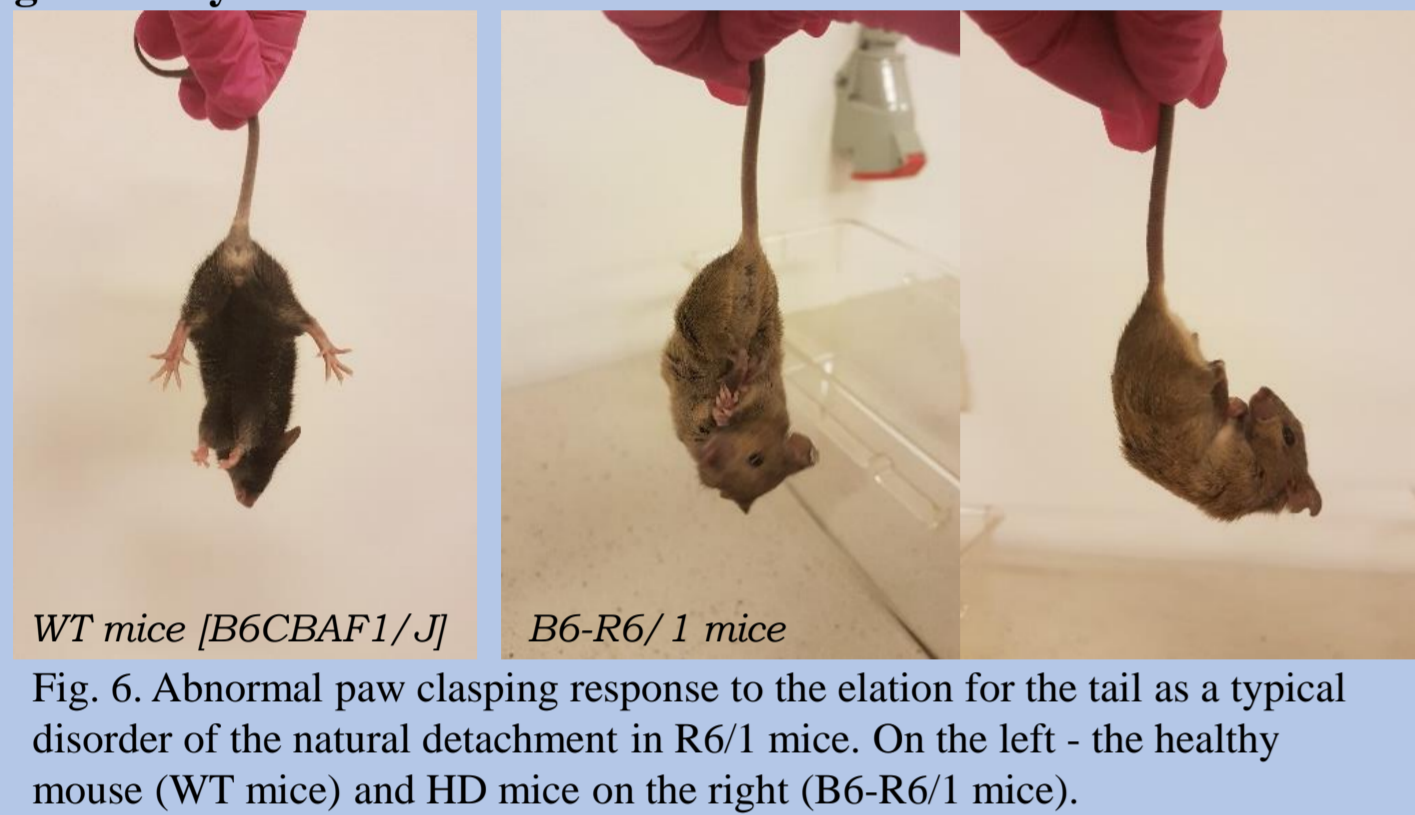 WT mice [B6CBAF1/J]
B6-R6/1 mice
Fig. 6. Abnormal paw clasping response to the elation for the tail as a typical
disorder of the natural detachment in R6/1 mice. On the left - the healthy
mouse (WT mice) and HD mice on the right (B6-R6/1 mice).